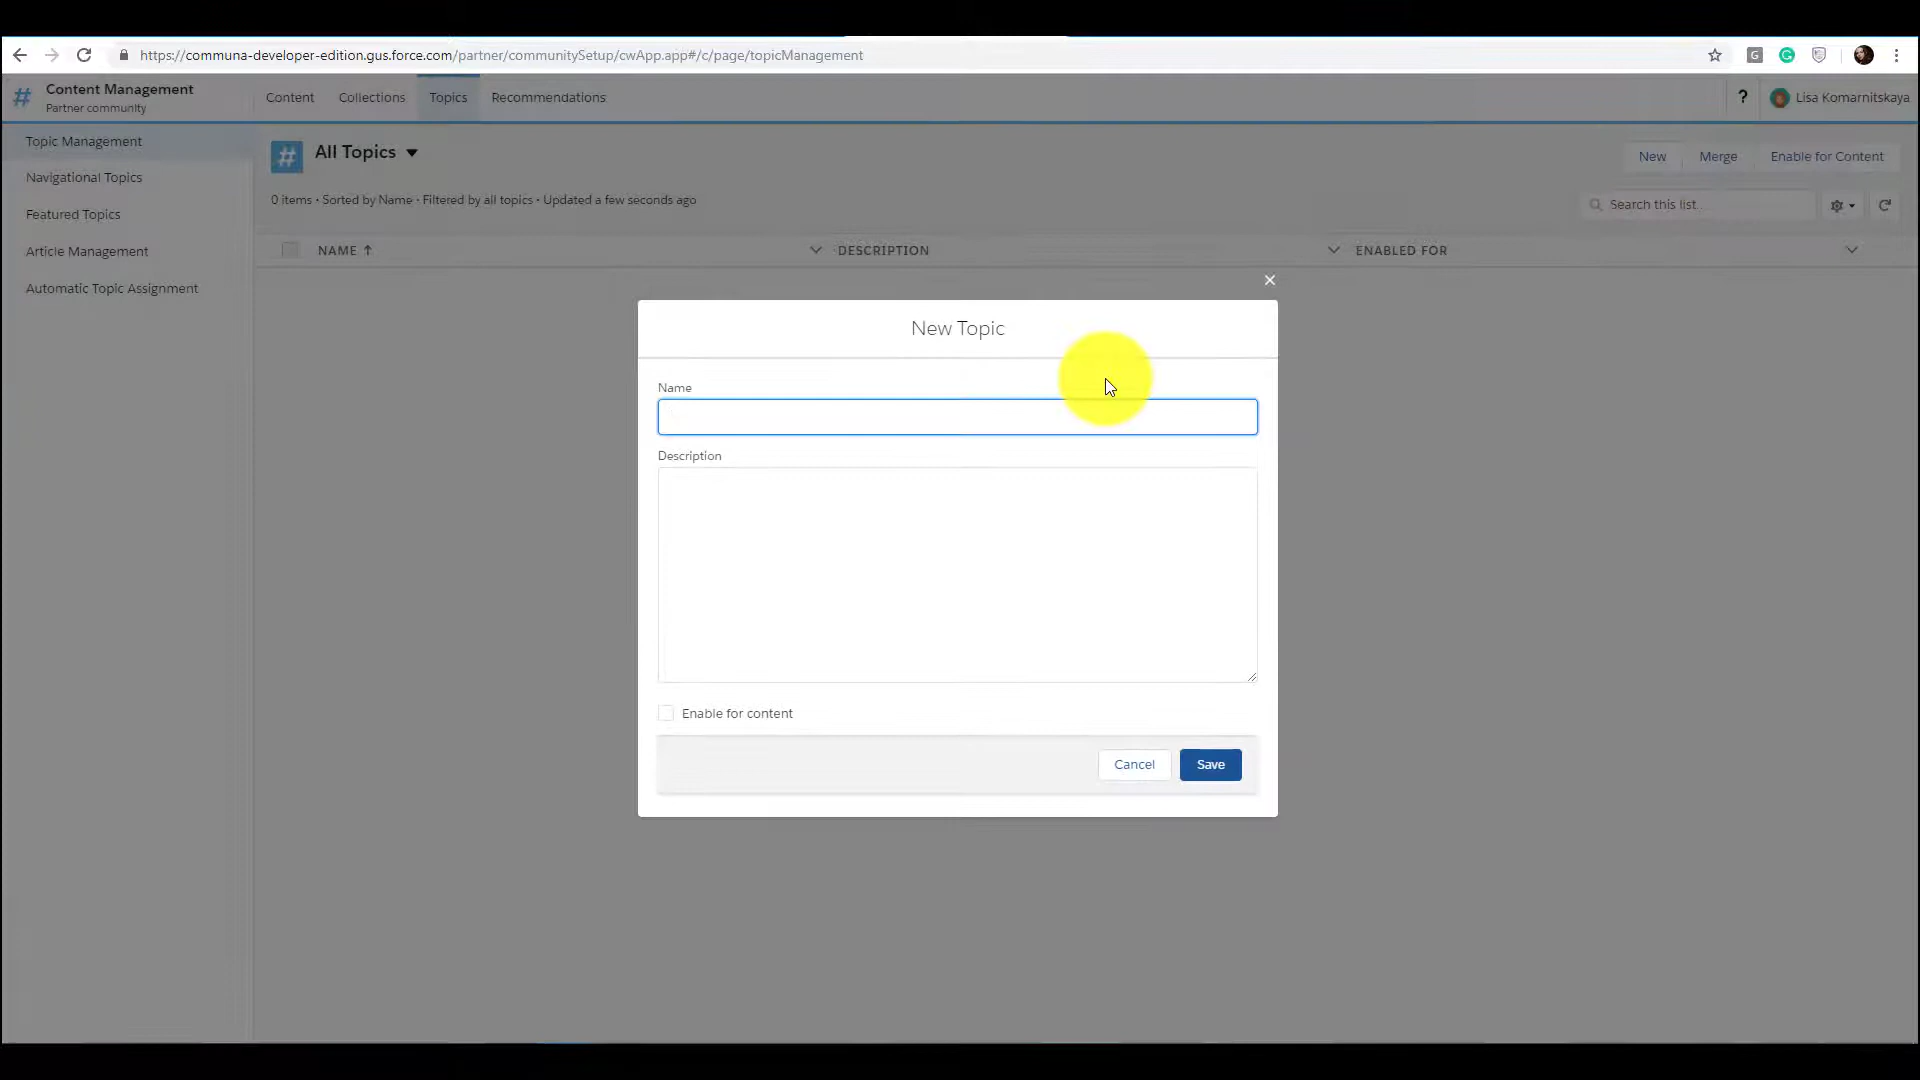 https://communa-developer-edition.gus.force.com/partner/communitySetup/cwApp.app#/c/page/topicManagement
Content Management
Partner community
Content Collections Topics Recommendations
? Lisa Komarnitskaya
Topic Management
Navigational Topics
Featured Topics
Article Management
Automatic Topic Assignment
# All Topics
New Merge Enable for Content
0 items • Sorted by Name • Filtered by all topics • Updated a few seconds ago
Search this list...
NAME ↑ DESCRIPTION ENABLED FOR
New Topic
Name
Description
Enable for content
Cancel Save